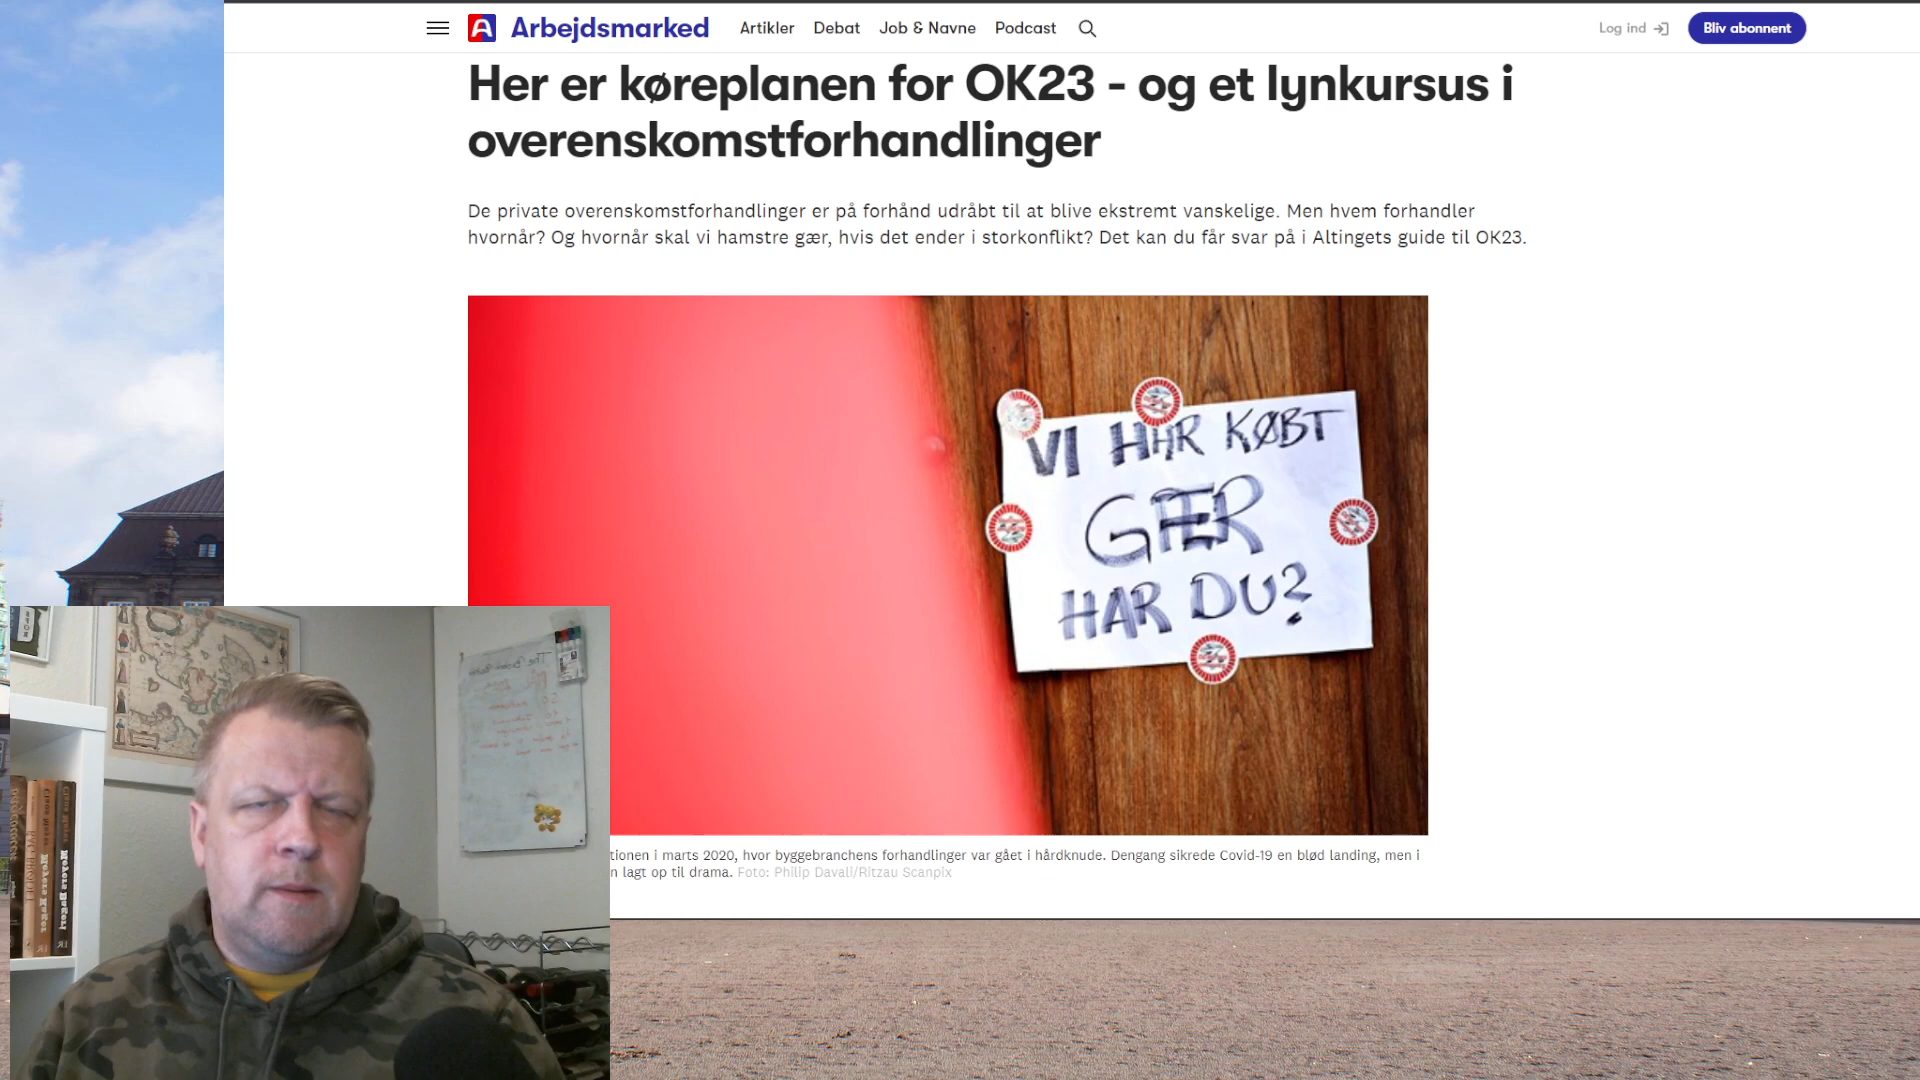 Arbejdsmarked
Artikler Debat Job & Navne Podcast
Log ind
Bliv abonnent
Her er køreplanen for OK23 - og et lynkursus i
overenskomstforhandlinger
De private overenskomstforhandlinger er på forhånd udråbt til at blive ekstremt vanskelige. Men hvem forhandler
hvornår? Og hvornår skal vi hamstre gær, hvis det ender i storkonflikt? Det kan du får svar på i Altingets guide til OK23.
VI HAR KØBT
GÆR
HAR DU?
tionen i marts 2020, hvor byggebranchens forhandlinger var gået i hårdknude. Dengang sikrede Covid-19 en blød landing, men i
n lagt op til drama. Foto: Philip Davali/Ritzau Scanpix